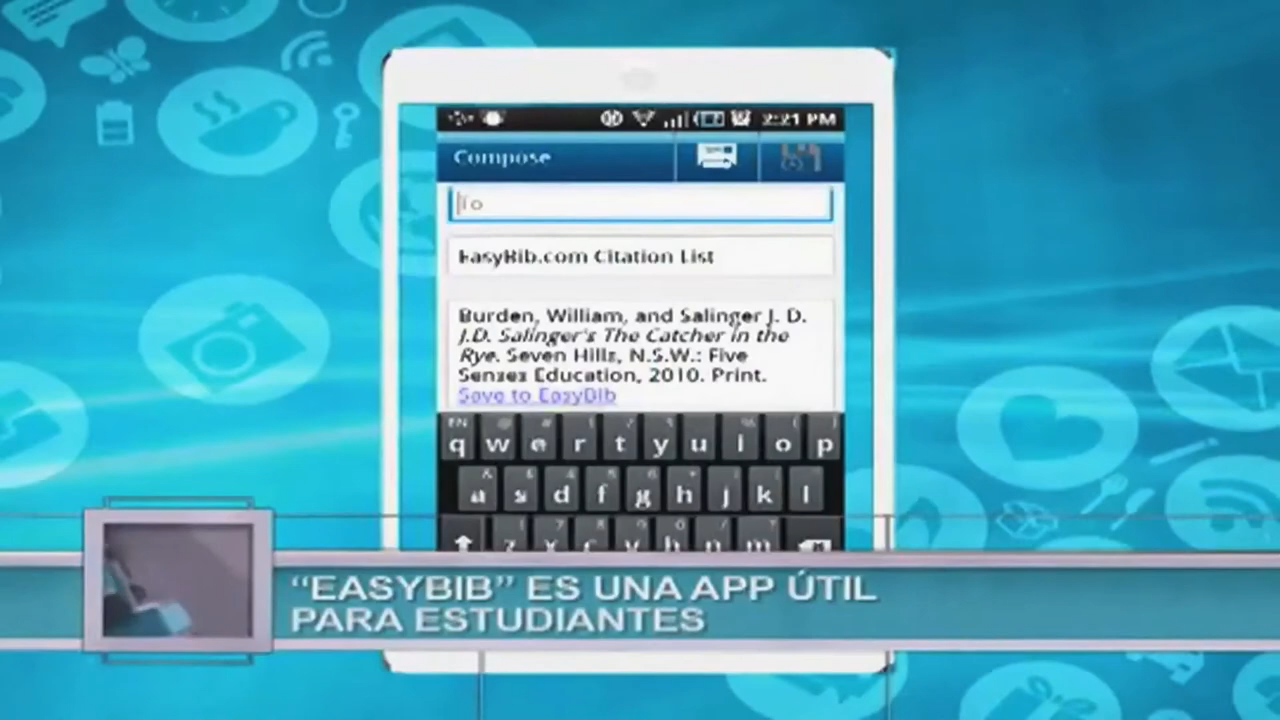 2:21 PM
Compose
To
EasyBib.com Citation List
Burden, William, and Salinger J. D.
J.D. Salinger's The Catcher in the
Rye. Seven Hills, N.S.W.: Five
Senses Education, 2010. Print.
Save to EasyBib
EN
q w e r t y u i o p
a s d f g h j k l
z x c v b n m
“EASYBIB” ES UNA APP ÚTIL
PARA ESTUDIANTES